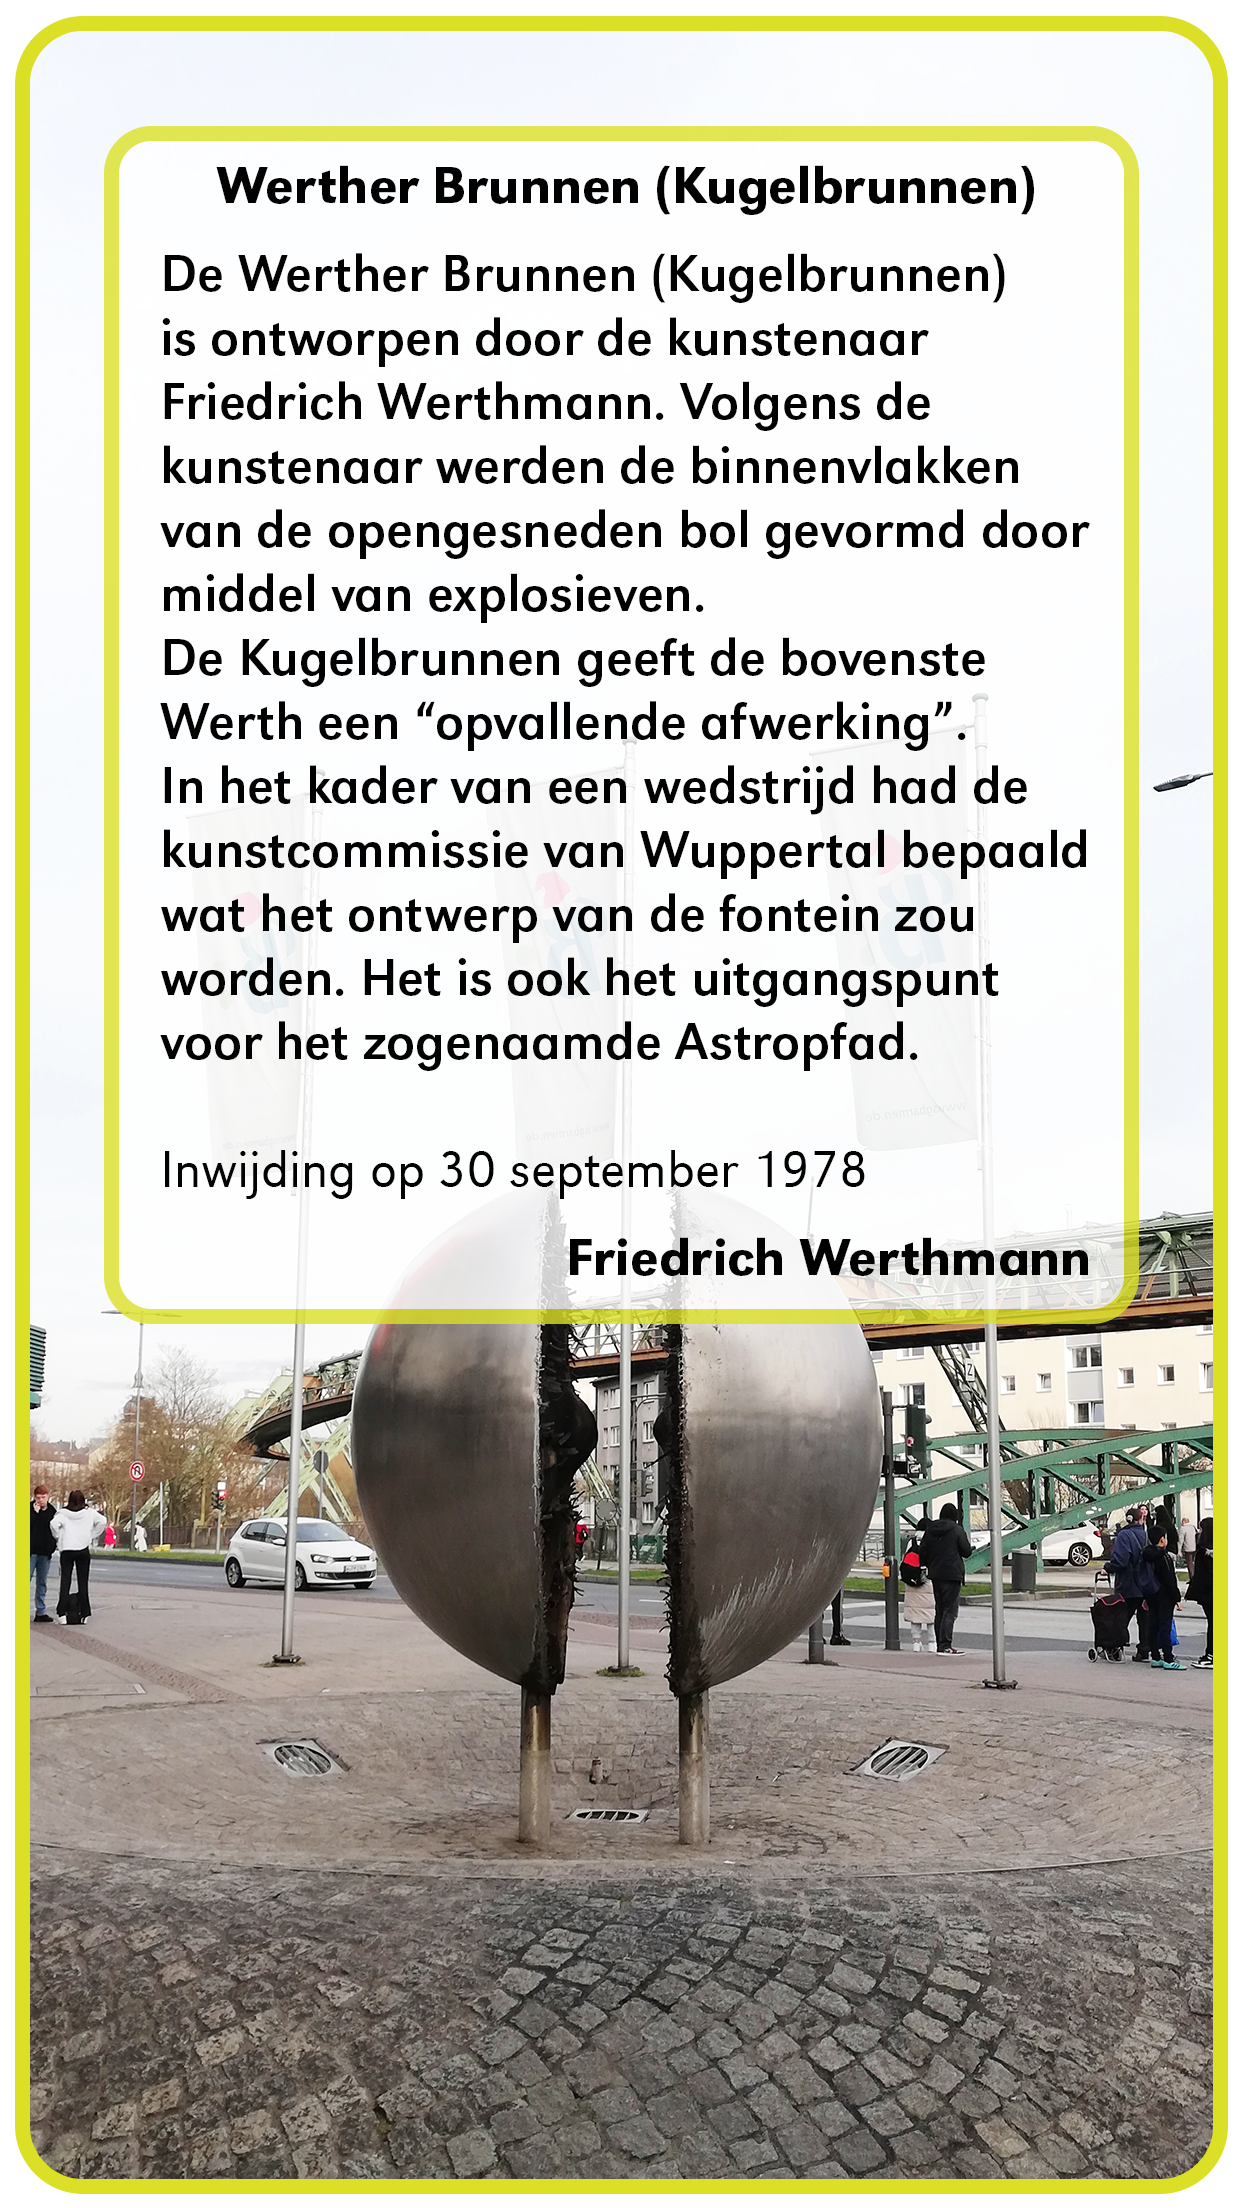 Werther Brunnen (Kugelbrunnen)
De Werther Brunnen (Kugelbrunnen)
is ontworpen door de kunstenaar
Friedrich Werthmann. Volgens de
kunstenaar werden de binnenvlakken
van de opengesneden bol gevormd door
middel van explosieven.
De Kugelbrunnen geeft de bovenste
Werth een “opvallende afwerking”.
In het kader van een wedstrijd had de
kunstcommissie van Wuppertal bepaald
wat het ontwerp van de fontein zou
worden. Het is ook het uitgangspunt
voor het zogenaamde Astropfad.
Inwijding op 30 september 1978
Friedrich Werthmann